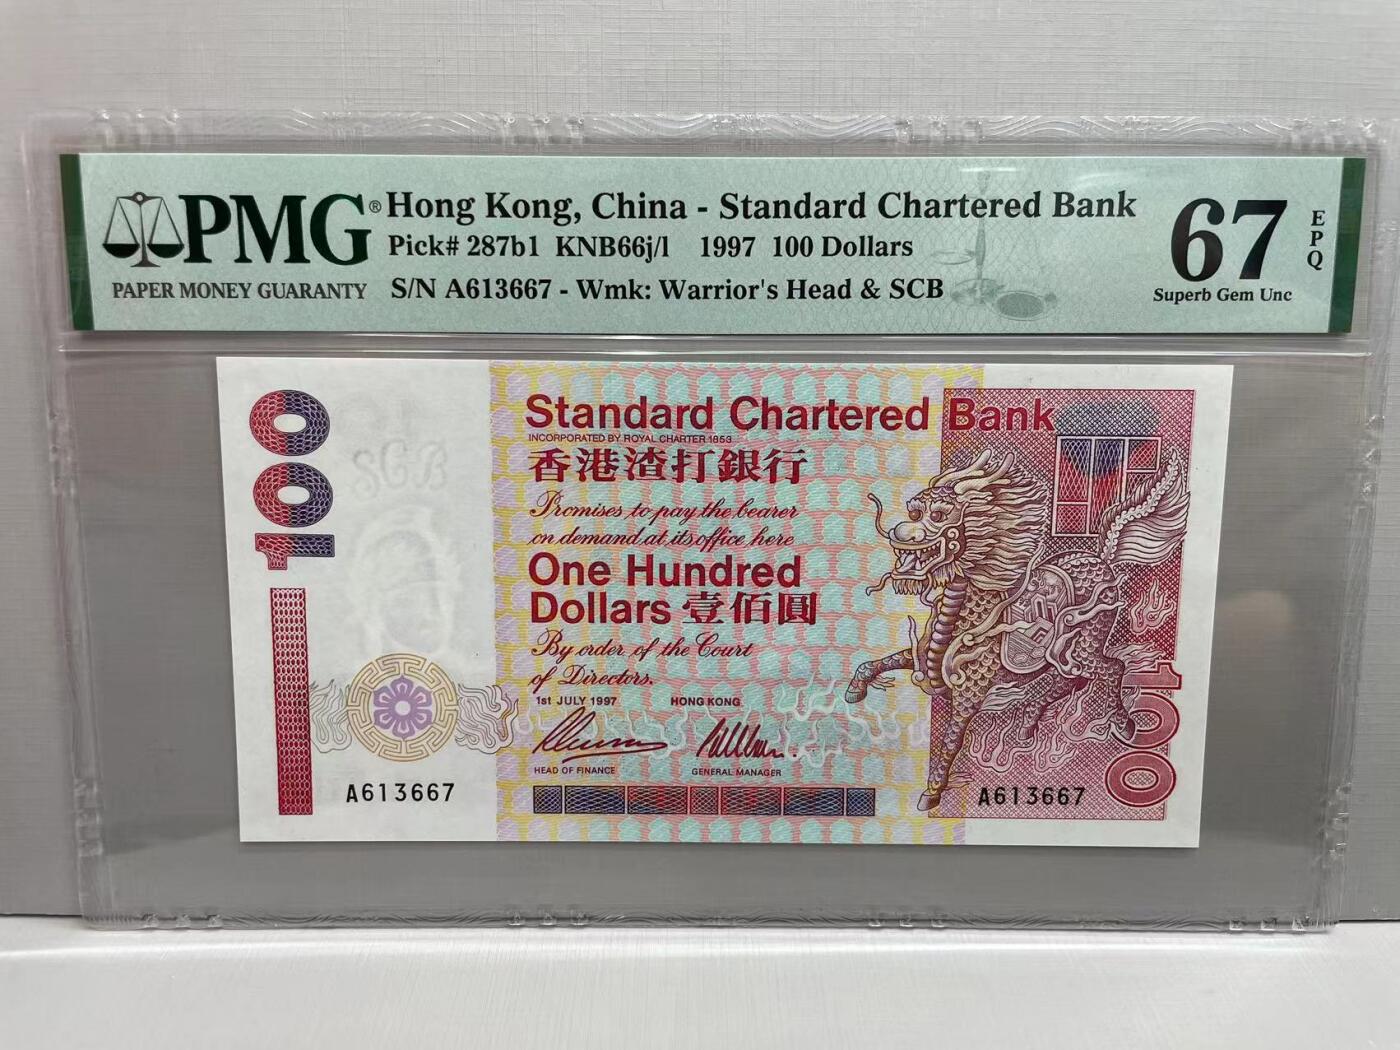 PMG®
PAPER MONEY GUARANTY
Hong Kong, China - Standard Chartered Bank
Pick# 287b1 KNB66j/l 1997 100 Dollars
S/N A613667 - Wmk: Warrior's Head & SCB
67
EPQ
Superb Gem Unc
100
SCB
Standard Chartered Bank
INCORPORATED BY ROYAL CHARTER 1853
香港渣打銀行
Promises to pay the bearer
on demand at its office here
One Hundred
Dollars 壹佰圓
By order of the Court
of Directors.
1st JULY 1997 HONG KONG
HEAD OF FINANCE GENERAL MANAGER
A613667
A613667
100